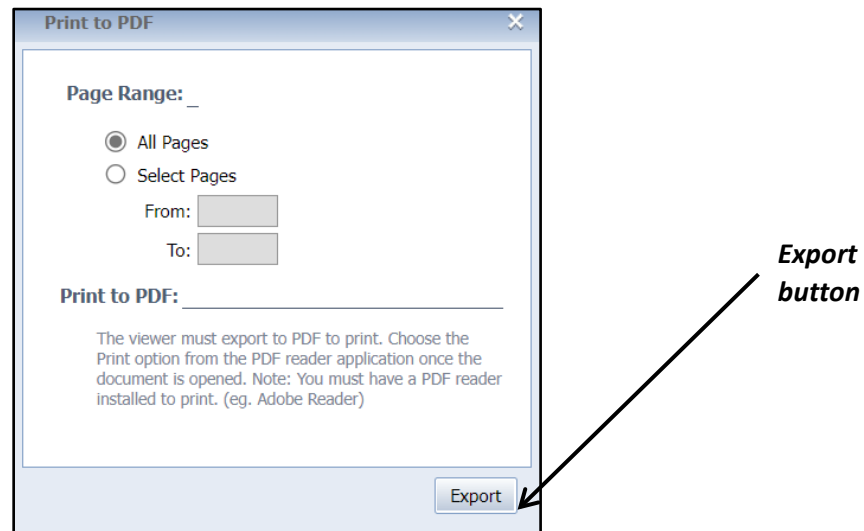 Print to PDF
Page Range:
All Pages
Select Pages
From:
To:
Print to PDF:
The viewer must export to PDF to print. Choose the
Print option from the PDF reader application once the
document is opened. Note: You must have a PDF reader
installed to print. (eg. Adobe Reader)
Export
Export
button